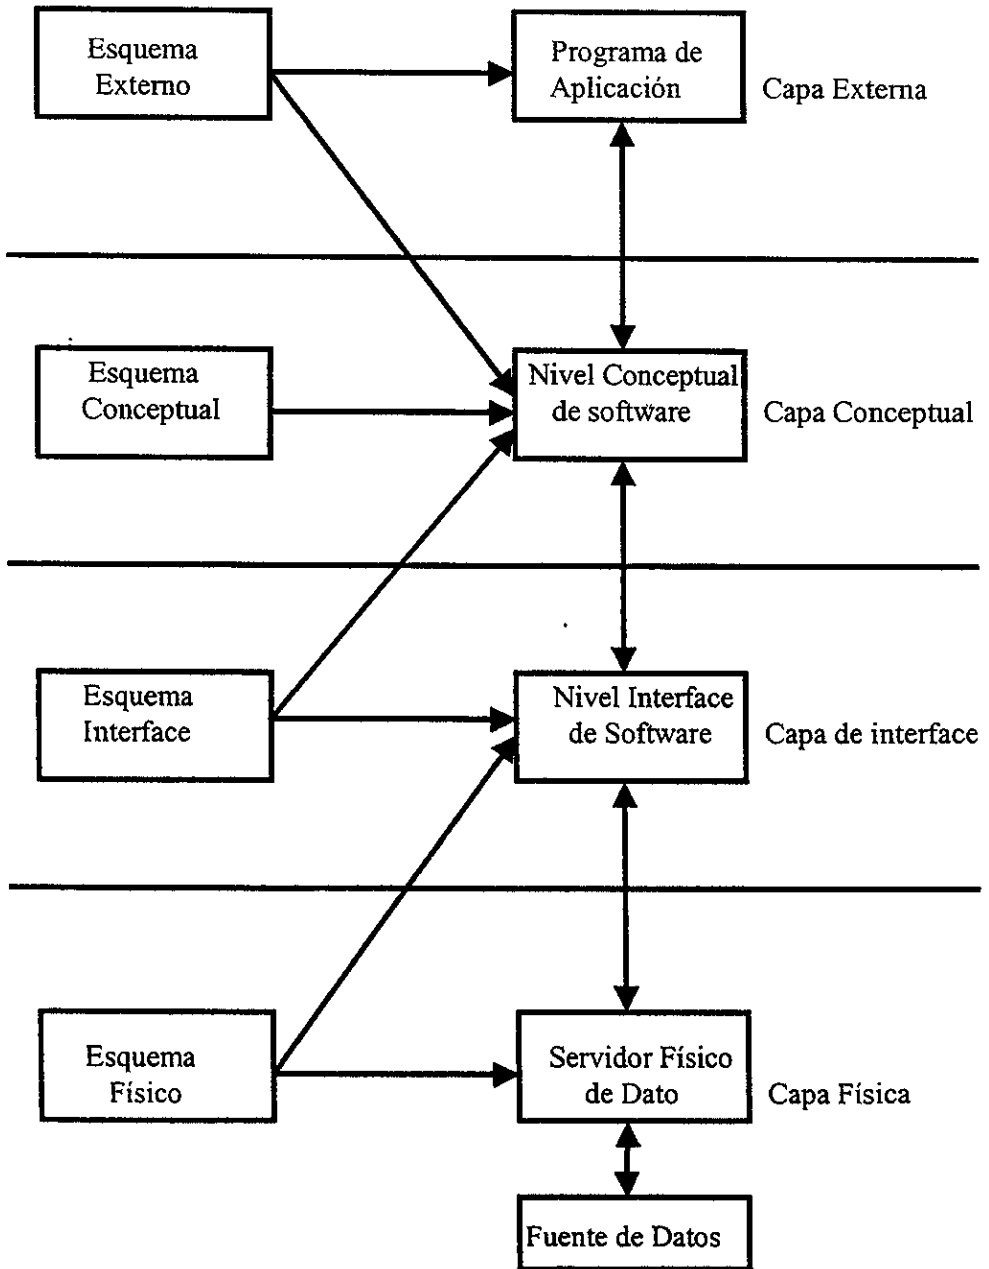 Esquema
Externo
Programa de
Aplicación
Capa Externa
Esquema
Conceptual
Nivel Conceptual
de software
Capa Conceptual
Esquema
Interface
Nivel Interface
de Software
Capa de interface
Esquema
Físico
Servidor Físico
de Dato
Capa Física
Fuente de Datos